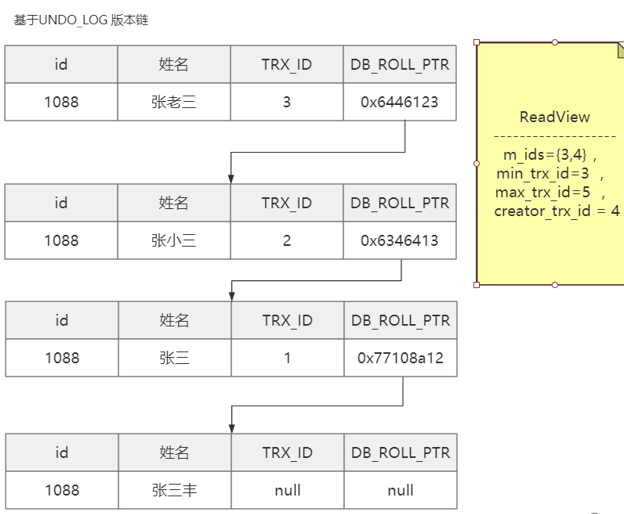 基于UNDO_LOG 版本链
id 姓名 TRX_ID DB_ROLL_PTR
1088 张老三 3 0x6446123
id 姓名 TRX_ID DB_ROLL_PTR
1088 张小三 2 0x6346413
id 姓名 TRX_ID DB_ROLL_PTR
1088 张三 1 0x77108a12
id 姓名 TRX_ID DB_ROLL_PTR
1088 张三丰 null null
ReadView
------------------
m_ids={3,4} ，
min_trx_id=3 ，
max_trx_id=5 ，
creator_trx_id = 4